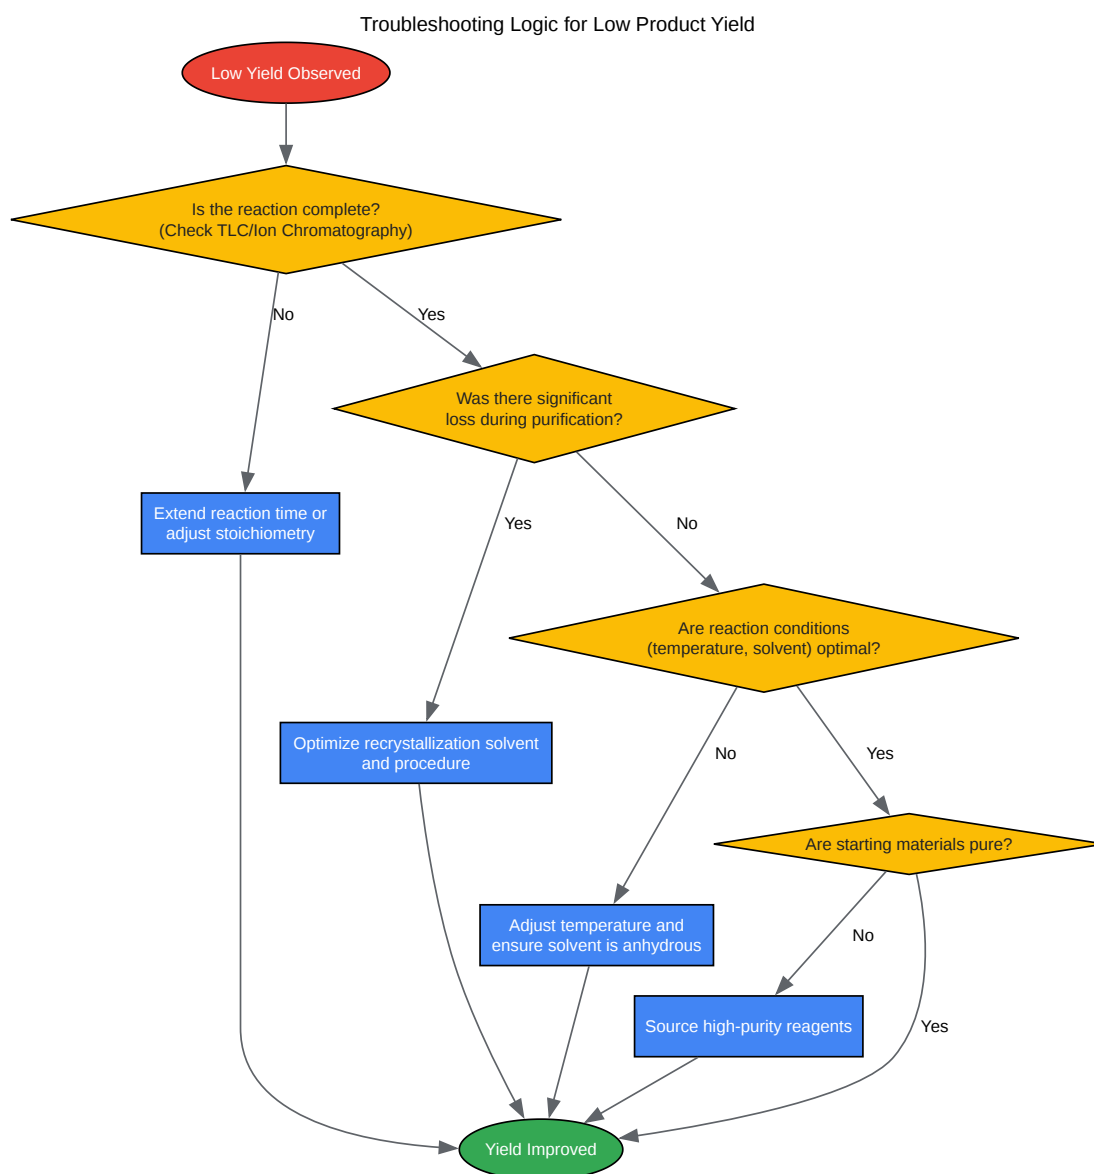 Troubleshooting Logic for Low Product Yield
Low Yield Observed
Is the reaction complete?
(Check TLC/Ion Chromatography)
No
Yes
Was there significant
loss during purification?
Extend reaction time or
adjust stoichiometry
Yes
No
Are reaction conditions
(temperature, solvent) optimal?
Optimize recrystallization solvent
and procedure
No
Yes
Are starting materials pure?
Adjust temperature and
ensure solvent is anhydrous
No
Source high-purity reagents
Yes
Yield Improved